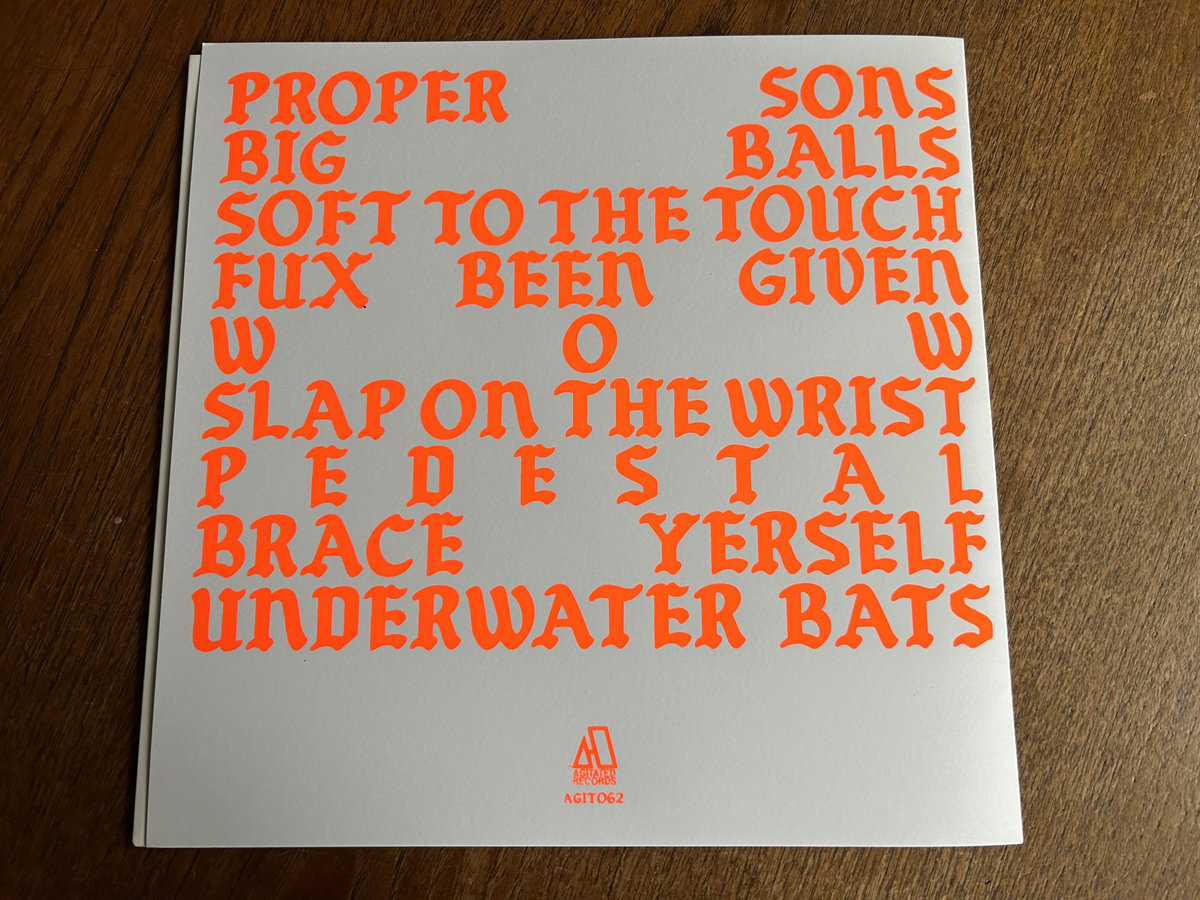 PROPER SONS
BIG BALLS
SOFT TO THE TOUCH
FUX BEEN GIVEN
W O W
SLAP ON THE WRIST
P E D E S T A L
BRACE YERSELF
UNDERWATER BATS
AGITATED
RECORDS
AGIT062